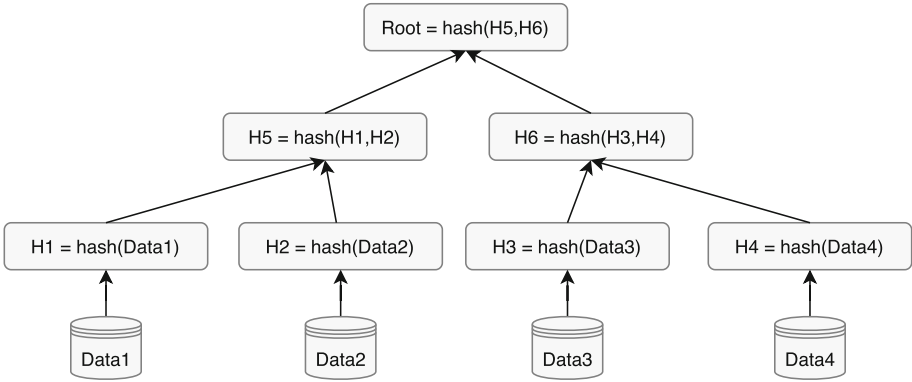 Root = hash(H5,H6)
H5 = hash(H1,H2)
H6 = hash(H3,H4)
H1 = hash(Data1)
H2 = hash(Data2)
H3 = hash(Data3)
H4 = hash(Data4)
Data1
Data2
Data3
Data4